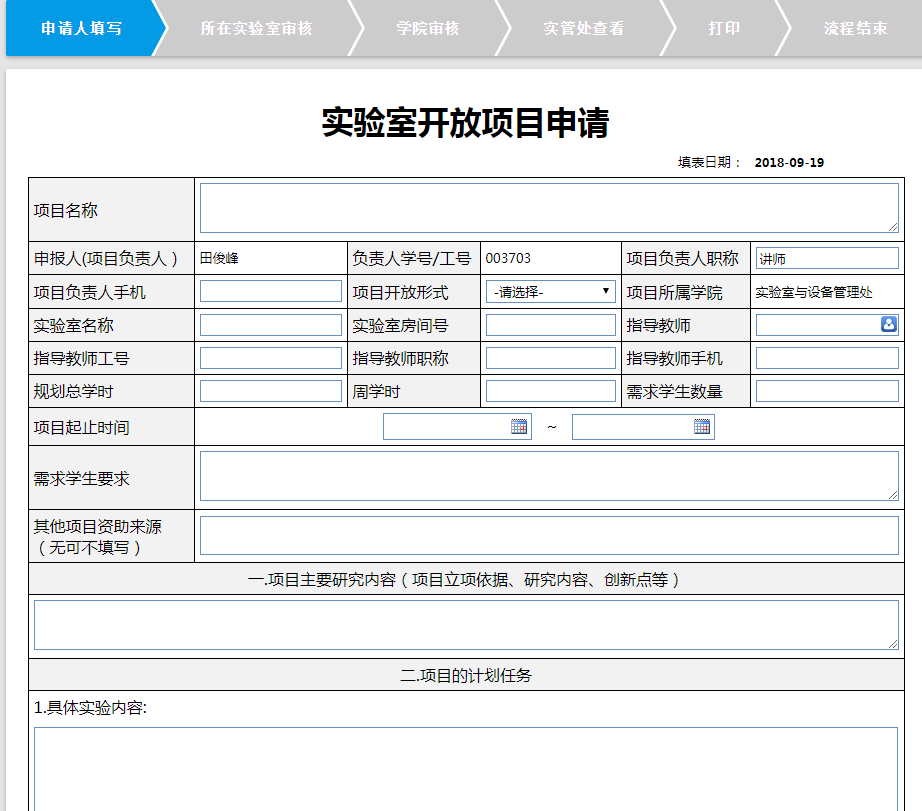 申请人填写 所在实验室审核 学院审核 实管处查看 打印 流程结束
实验室开放项目申请
填表日期： 2018-09-19
项目名称
申报人(项目负责人） 田俊峰 负责人学号/工号 003703 项目负责人职称 讲师
项目负责人手机 项目开放形式 -请选择- 项目所属学院 实验室与设备管理处
实验室名称 实验室房间号 指导教师
指导教师工号 指导教师职称 指导教师手机
规划总学时 周学时 需求学生数量
项目起止时间 ~
需求学生要求
其他项目资助来源
（无可不填写）
一.项目主要研究内容（项目立项依据、研究内容、创新点等）
二.项目的计划任务
1.具体实验内容: